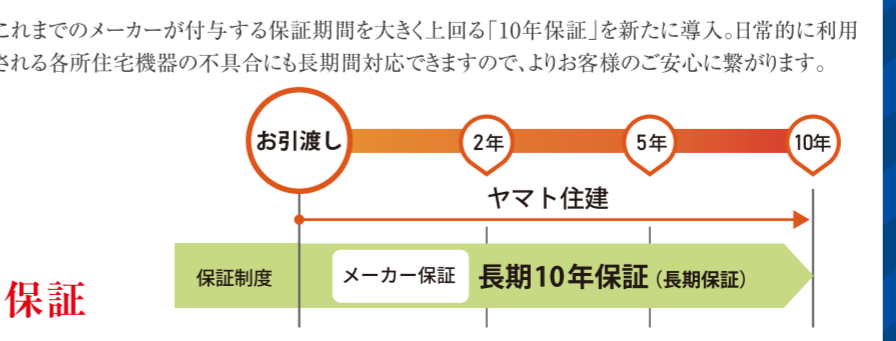 これまでのメーカーが付与する保証期間を大きく上回る「10年保証」を新たに導入。日常的に利用
される各所住宅機器の不具合にも長期間対応できますので、よりお客様のご安心に繋がります。
お引渡し
2年
5年
10年
ヤマト住建
保証制度
メーカー保証
長期10年保証（長期保証）
保証